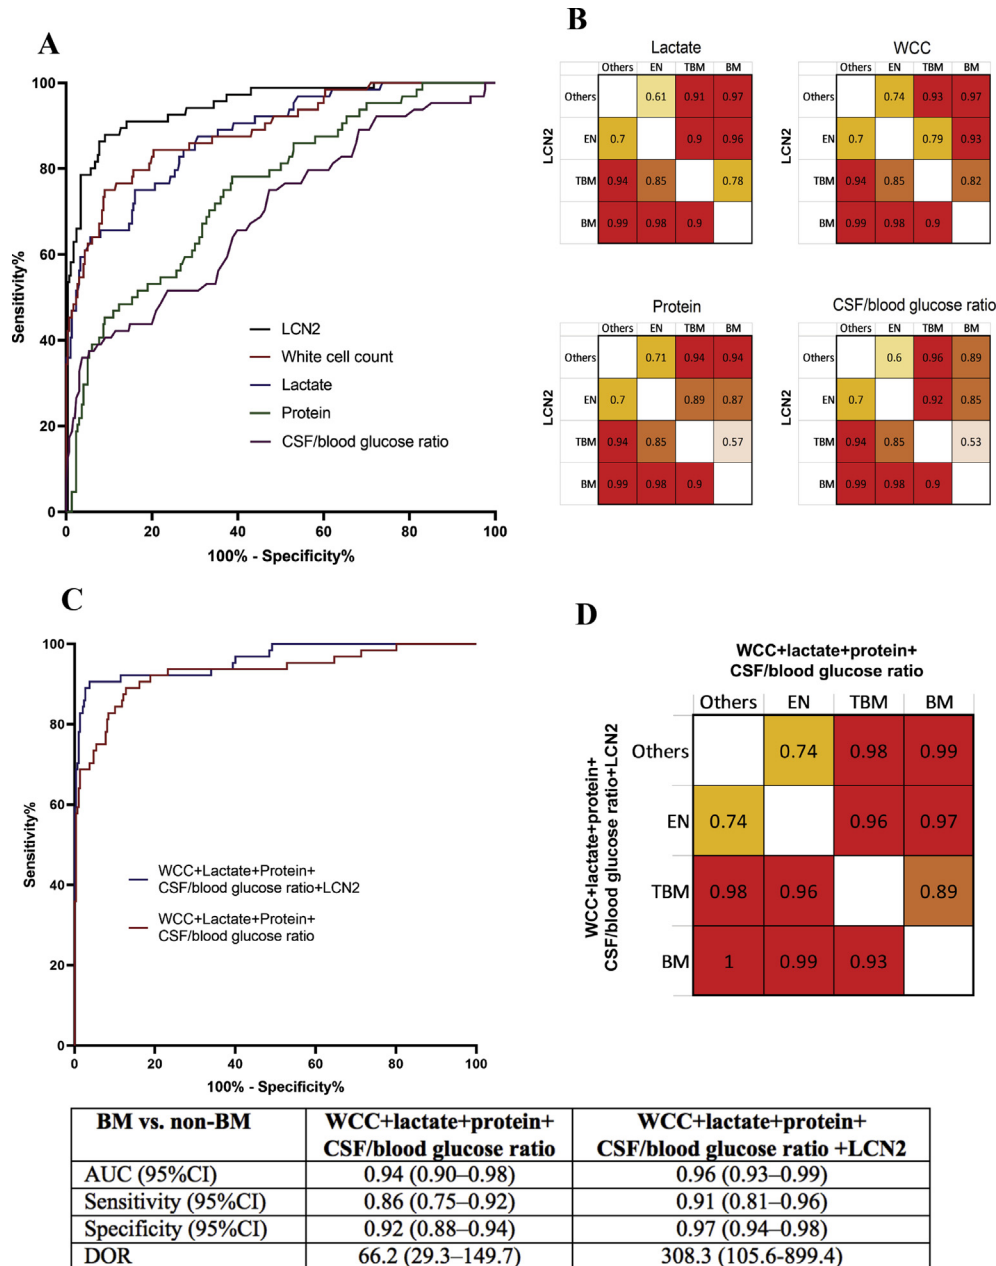 A
100
80
60
40
20
0
0
20
40
60
80
100
Sensitivity%
100% - Specificity%
LCN2
White cell count
Lactate
Protein
CSF/blood glucose ratio
B
Lactate
Others EN TBM BM
LCN2
Others 0.61 0.91 0.97
EN 0.7 0.9 0.96
TBM 0.94 0.85 0.78
BM 0.99 0.98 0.9
WCC
Others EN TBM BM
LCN2
Others 0.74 0.93 0.97
EN 0.7 0.79 0.93
TBM 0.94 0.85 0.82
BM 0.99 0.98 0.9
Protein
Others EN TBM BM
LCN2
Others 0.71 0.94 0.94
EN 0.7 0.89 0.87
TBM 0.94 0.85 0.57
BM 0.99 0.98 0.9
CSF/blood glucose ratio
Others EN TBM BM
LCN2
Others 0.6 0.96 0.89
EN 0.7 0.92 0.85
TBM 0.94 0.85 0.53
BM 0.99 0.98 0.9
C
100
80
60
40
20
0
0
20
40
60
80
100
Sensitivity%
100% - Specificity%
WCC+Lactate+Protein+
CSF/blood glucose ratio+LCN2
WCC+Lactate+Protein+
CSF/blood glucose ratio
D
WCC+lactate+protein+
CSF/blood glucose ratio
Others EN TBM BM
WCC+lactate+protein+
CSF/blood glucose ratio+LCN2
Others 0.74 0.98 0.99
EN 0.74 0.96 0.97
TBM 0.98 0.96 0.89
BM 1 0.99 0.93
BM vs. non-BM
WCC+lactate+protein+
CSF/blood glucose ratio
WCC+lactate+protein+
CSF/blood glucose ratio +LCN2
AUC (95%CI) 0.94 (0.90–0.98) 0.96 (0.93–0.99)
Sensitivity (95%CI) 0.86 (0.75–0.92) 0.91 (0.81–0.96)
Specificity (95%CI) 0.92 (0.88–0.94) 0.97 (0.94–0.98)
DOR 66.2 (29.3–149.7) 308.3 (105.6-899.4)